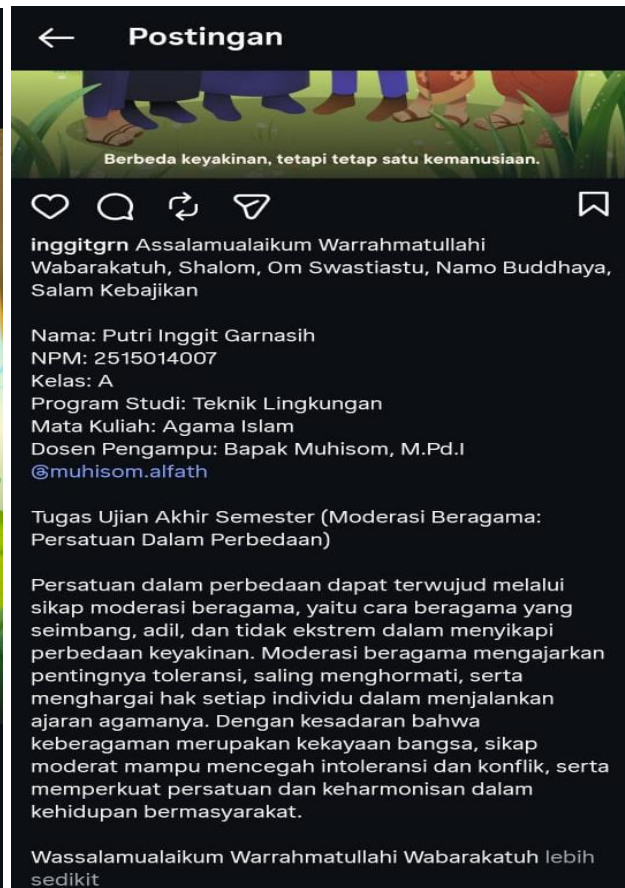 Postingan
Berbeda keyakinan, tetapi tetap satu kemanusiaan.
inggitgrn Assalamualaikum Warrahmatullahi
Wabarakatuh, Shalom, Om Swastiastu, Namo Buddhaya,
Salam Kebajikan
Nama: Putri Inggit Garnasih
NPM: 2515014007
Kelas: A
Program Studi: Teknik Lingkungan
Mata Kuliah: Agama Islam
Dosen Pengampu: Bapak Muhisom, M.Pd.I
@muhisom.alfath
Tugas Ujian Akhir Semester (Moderasi Beragama:
Persatuan Dalam Perbedaan)
Persatuan dalam perbedaan dapat terwujud melalui
sikap moderasi beragama, yaitu cara beragama yang
seimbang, adil, dan tidak ekstrem dalam menyikapi
perbedaan keyakinan. Moderasi beragama mengajarkan
pentingnya toleransi, saling menghormati, serta
menghargai hak setiap individu dalam menjalankan
ajaran agamanya. Dengan kesadaran bahwa
keberagaman merupakan kekayaan bangsa, sikap
moderat mampu mencegah intoleransi dan konflik, serta
memperkuat persatuan dan keharmonisan dalam
kehidupan bermasyarakat.
Wassalamualaikum Warrahmatullahi Wabarakatuh lebih
sedikit